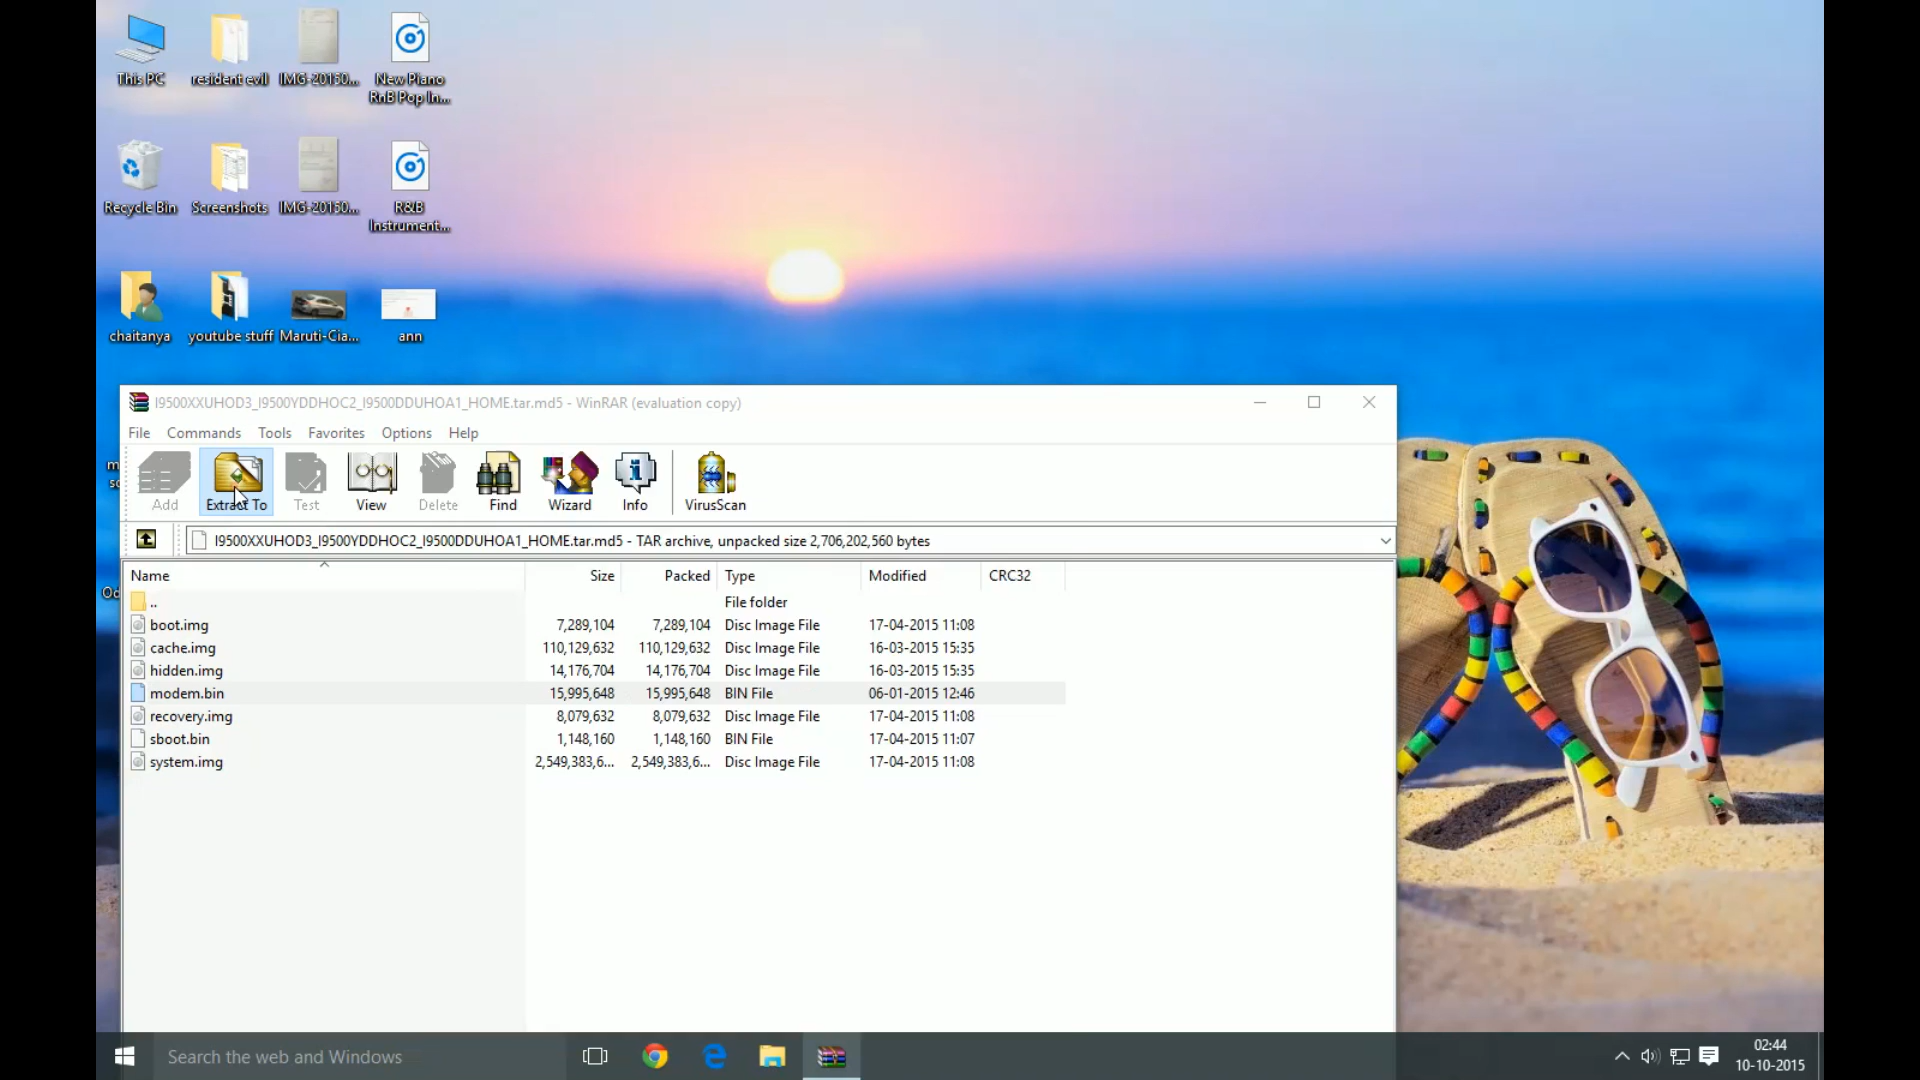 This PC
resident evil
IMG-20150...
New Piano
RnB Pop In...
Recycle Bin
Screenshots
IMG-20150...
R&B
Instrument...
chaitanya
youtube stuff
Maruti-Cia...
ann
I9500XXUHOD3_I9500YDDHOC2_I9500DDUHOA1_HOME.tar.md5 - WinRAR (evaluation copy)
File Commands Tools Favorites Options Help
Add Extract To Test View Delete Find Wizard Info VirusScan
I9500XXUHOD3_I9500YDDHOC2_I9500DDUHOA1_HOME.tar.md5 - TAR archive, unpacked size 2,706,202,560 bytes
Name Size Packed Type Modified CRC32
.. File folder
boot.img 7,289,104 7,289,104 Disc Image File 17-04-2015 11:08
cache.img 110,129,632 110,129,632 Disc Image File 16-03-2015 15:35
hidden.img 14,176,704 14,176,704 Disc Image File 16-03-2015 15:35
modem.bin 15,995,648 15,995,648 BIN File 06-01-2015 12:46
recovery.img 8,079,632 8,079,632 Disc Image File 17-04-2015 11:08
sboot.bin 1,148,160 1,148,160 BIN File 17-04-2015 11:07
system.img 2,549,383,6... 2,549,383,6... Disc Image File 17-04-2015 11:08
Search the web and Windows
02:44
10-10-2015